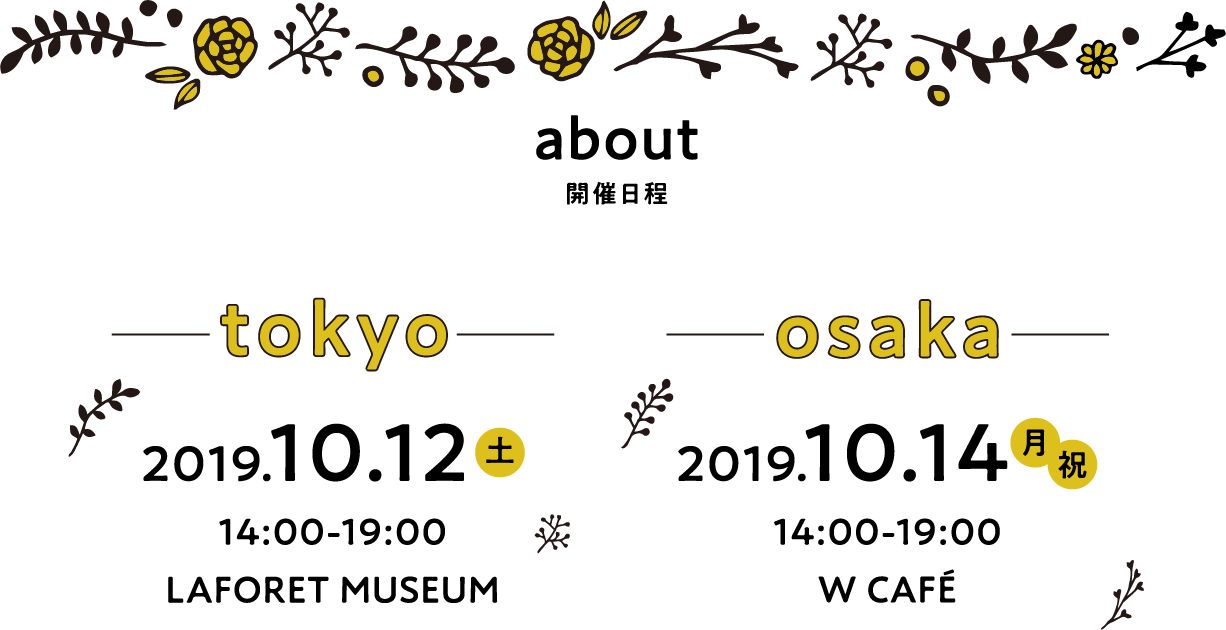 about
開催日程
tokyo
2019.10.12 土
14:00-19:00
LAFORET MUSEUM
osaka
2019.10.14 月 祝
14:00-19:00
W CAFÉ